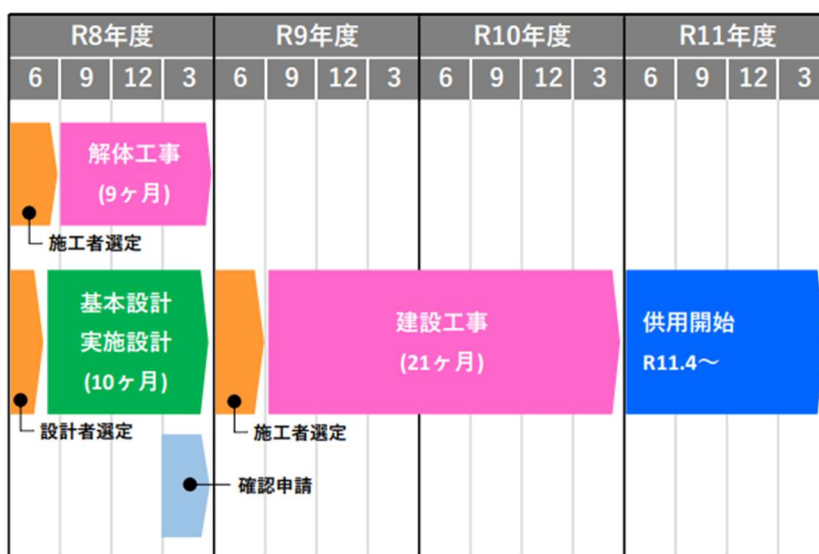 R8年度 R9年度 R10年度 R11年度
6 9 12 3 6 9 12 3 6 9 12 3 6 9 12 3
解体工事
(9ヶ月)
施工者選定
基本設計
実施設計
(10ヶ月)
設計者選定
建設工事
(21ヶ月)
施工者選定
供用開始
R11.4～
確認申請